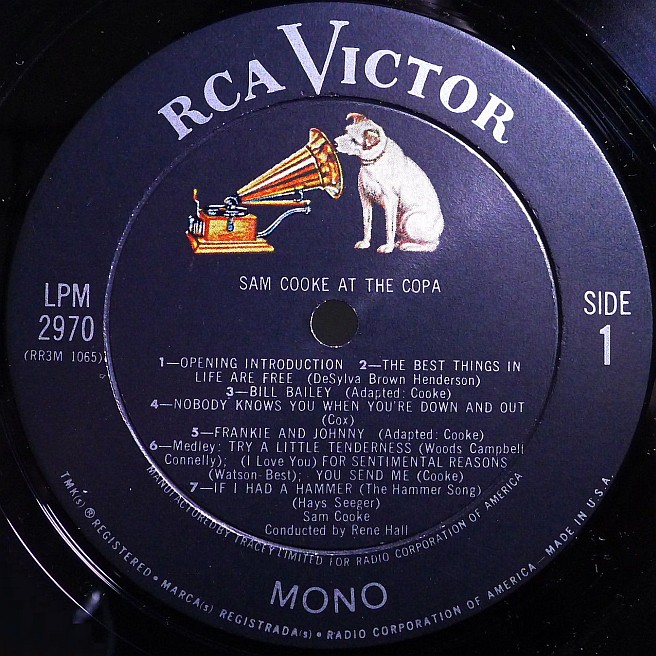 RCA VICTOR
SAM COOKE AT THE COPA
LPM
2970
(RR3M 1065)
SIDE
1
1—OPENING INTRODUCTION 2—THE BEST THINGS IN
LIFE ARE FREE (DeSylva Brown Henderson)
3—BILL BAILEY (Adapted: Cooke)
4—NOBODY KNOWS YOU WHEN YOU'RE DOWN AND OUT
(Cox)
5—FRANKIE AND JOHNNY (Adapted: Cooke)
6—Medley: TRY A LITTLE TENDERNESS (Woods Campbell
Connelly); (I Love You) FOR SENTIMENTAL REASONS
(Watson-Best); YOU SEND ME (Cooke)
7—IF I HAD A HAMMER (The Hammer Song)
(Hays Seeger)
Sam Cooke
Conducted by Rene Hall
MANUFACTURED BY TRACEY LIMITED FOR RADIO CORPORATION OF AMERICA
MONO
TMK(s) ® REGISTERED • MARCA(s) REGISTRADA(s) • RADIO CORPORATION OF AMERICA—MADE IN U.S.A.